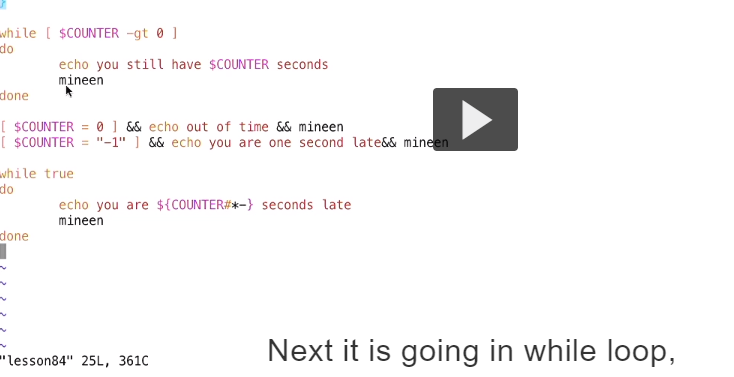 }
while [ $COUNTER -gt 0 ]
do
echo you still have $COUNTER seconds
mineen
done
[ $COUNTER = 0 ] && echo out of time && mineen
[ $COUNTER = "-1" ] && echo you are one second late&& mineen
while true
do
echo you are ${COUNTER#*-} seconds late
mineen
done
~
~
~
~
~
~
"lesson84" 25L, 361C
Next it is going in while loop,